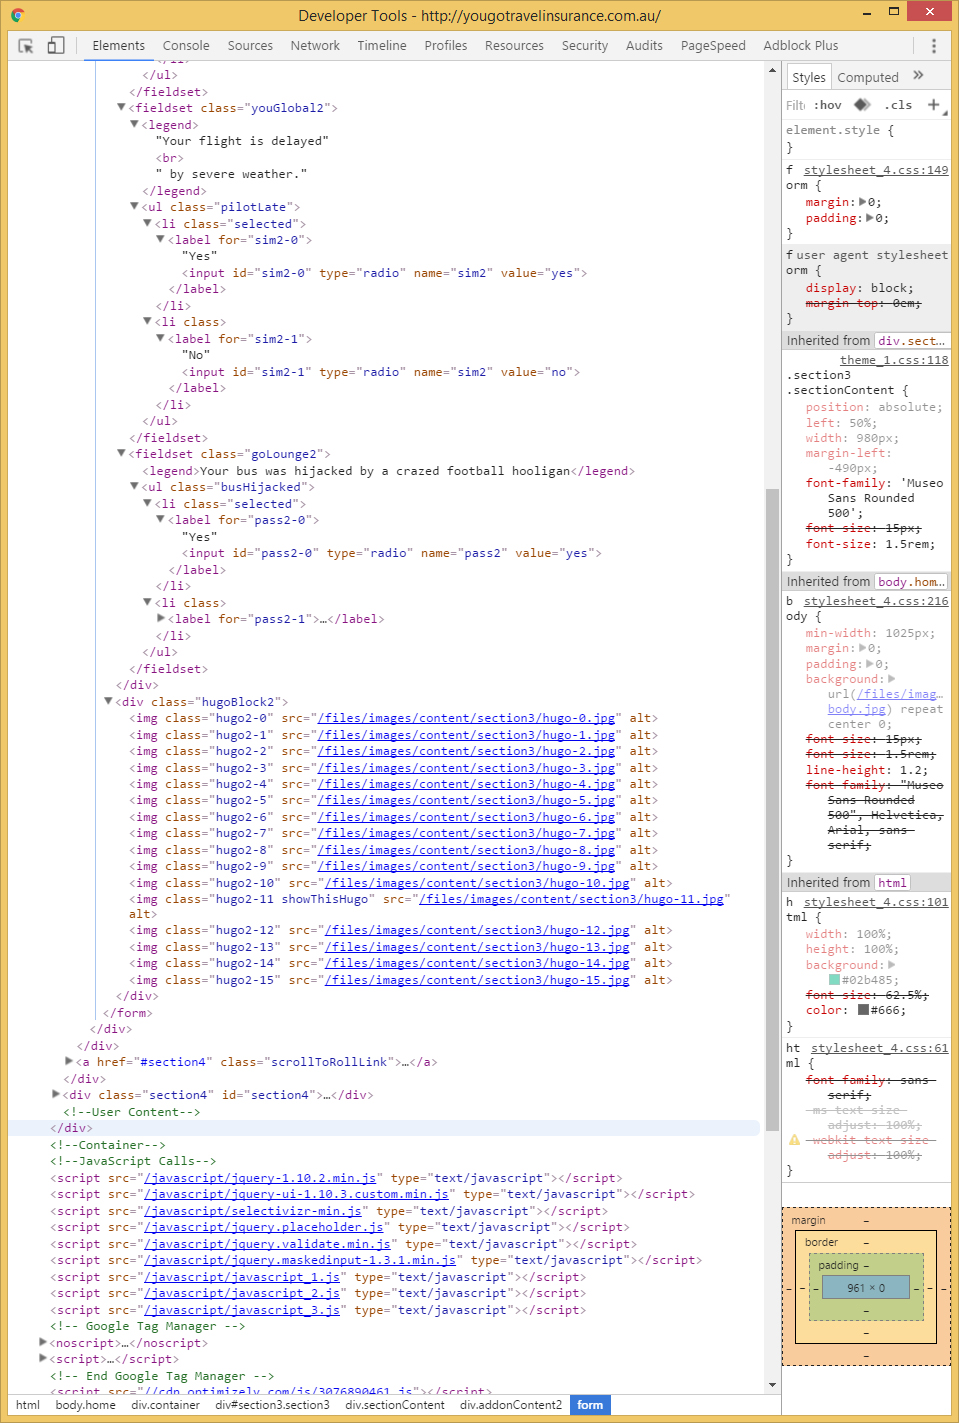 Developer Tools - http://yougotravelinsurance.com.au/
Elements Console Sources Network Timeline Profiles Resources Security Audits PageSpeed Adblock Plus
</li>
</ul>
</fieldset>
<fieldset class="youGlobal2">
<legend>
"Your flight is delayed"
<br>
" by severe weather."
</legend>
<ul class="pilotLate">
<li class="selected">
<label for="sim2-0">
"Yes"
<input id="sim2-0" type="radio" name="sim2" value="yes">
</label>
</li>
<li class>
<label for="sim2-1">
"No"
<input id="sim2-1" type="radio" name="sim2" value="no">
</label>
</li>
</ul>
</fieldset>
<fieldset class="goLounge2">
<legend>Your bus was hijacked by a crazed football hooligan</legend>
<ul class="busHijacked">
<li class="selected">
<label for="pass2-0">
"Yes"
<input id="pass2-0" type="radio" name="pass2" value="yes">
</label>
</li>
<li class>
<label for="pass2-1">…</label>
</li>
</ul>
</fieldset>
</div>
<div class="hugoBlock2">
<img class="hugo2-0" src="/files/images/content/section3/hugo-0.jpg" alt>
<img class="hugo2-1" src="/files/images/content/section3/hugo-1.jpg" alt>
<img class="hugo2-2" src="/files/images/content/section3/hugo-2.jpg" alt>
<img class="hugo2-3" src="/files/images/content/section3/hugo-3.jpg" alt>
<img class="hugo2-4" src="/files/images/content/section3/hugo-4.jpg" alt>
<img class="hugo2-5" src="/files/images/content/section3/hugo-5.jpg" alt>
<img class="hugo2-6" src="/files/images/content/section3/hugo-6.jpg" alt>
<img class="hugo2-7" src="/files/images/content/section3/hugo-7.jpg" alt>
<img class="hugo2-8" src="/files/images/content/section3/hugo-8.jpg" alt>
<img class="hugo2-9" src="/files/images/content/section3/hugo-9.jpg" alt>
<img class="hugo2-10" src="/files/images/content/section3/hugo-10.jpg" alt>
<img class="hugo2-11 showThisHugo" src="/files/images/content/section3/hugo-11.jpg"
alt>
<img class="hugo2-12" src="/files/images/content/section3/hugo-12.jpg" alt>
<img class="hugo2-13" src="/files/images/content/section3/hugo-13.jpg" alt>
<img class="hugo2-14" src="/files/images/content/section3/hugo-14.jpg" alt>
<img class="hugo2-15" src="/files/images/content/section3/hugo-15.jpg" alt>
</div>
</form>
</div>
</div>
<a href="#section4" class="scrollToRollLink">…</a>
</div>
<div class="section4" id="section4">…</div>
<!--User Content-->
</div>
<!--Container-->
<!--JavaScript Calls-->
<script src="/javascript/jquery-1.10.2.min.js" type="text/javascript"></script>
<script src="/javascript/jquery-ui-1.10.3.custom.min.js" type="text/javascript"></script>
<script src="/javascript/selectivizr-min.js" type="text/javascript"></script>
<script src="/javascript/jquery.placeholder.js" type="text/javascript"></script>
<script src="/javascript/jquery.validate.min.js" type="text/javascript"></script>
<script src="/javascript/jquery.maskedinput-1.3.1.min.js" type="text/javascript"></script>
<script src="/javascript/javascript_1.js" type="text/javascript"></script>
<script src="/javascript/javascript_2.js" type="text/javascript"></script>
<script src="/javascript/javascript_3.js" type="text/javascript"></script>
<!-- Google Tag Manager -->
<noscript>…</noscript>
<script>…</script>
<!-- End Google Tag Manager -->
<script src="//cdn.optimizely.com/js/3076890461.js"></script>
html body.home div.container div#section3.section3 div.sectionContent div.addonContent2 form
Styles Computed »
Filt :hov .cls +
element.style {
}
f stylesheet_4.css:149
orm {
margin: 0;
padding: 0;
}
f user agent stylesheet
orm {
display: block;
margin-top: 0em;
}
Inherited from div.sect…
theme_1.css:118
.section3
.sectionContent {
position: absolute;
left: 50%;
width: 980px;
margin-left:
-490px;
font-family: 'Museo
Sans Rounded
500';
font-size: 15px;
font-size: 1.5rem;
}
Inherited from body.hom…
b stylesheet_4.css:216
ody {
min-width: 1025px;
margin: 0;
padding: 0;
background:
url(/files/imag…
body.jpg) repeat
center 0;
font-size: 15px;
font-size: 1.5rem;
line-height: 1.2;
font-family: "Museo
Sans Rounded
500", Helvetica,
Arial, sans-
serif;
}
Inherited from html
h stylesheet_4.css:101
tml {
width: 100%;
height: 100%;
background:
#02b485;
font-size: 62.5%;
color: #666;
}
ht stylesheet_4.css:61
ml {
font-family: sans-
serif;
-ms-text-size-
adjust: 100%;
-webkit-text-size-
adjust: 100%;
}
margin –
border –
padding –
– – – 961 × 0 – – –
–
–
–